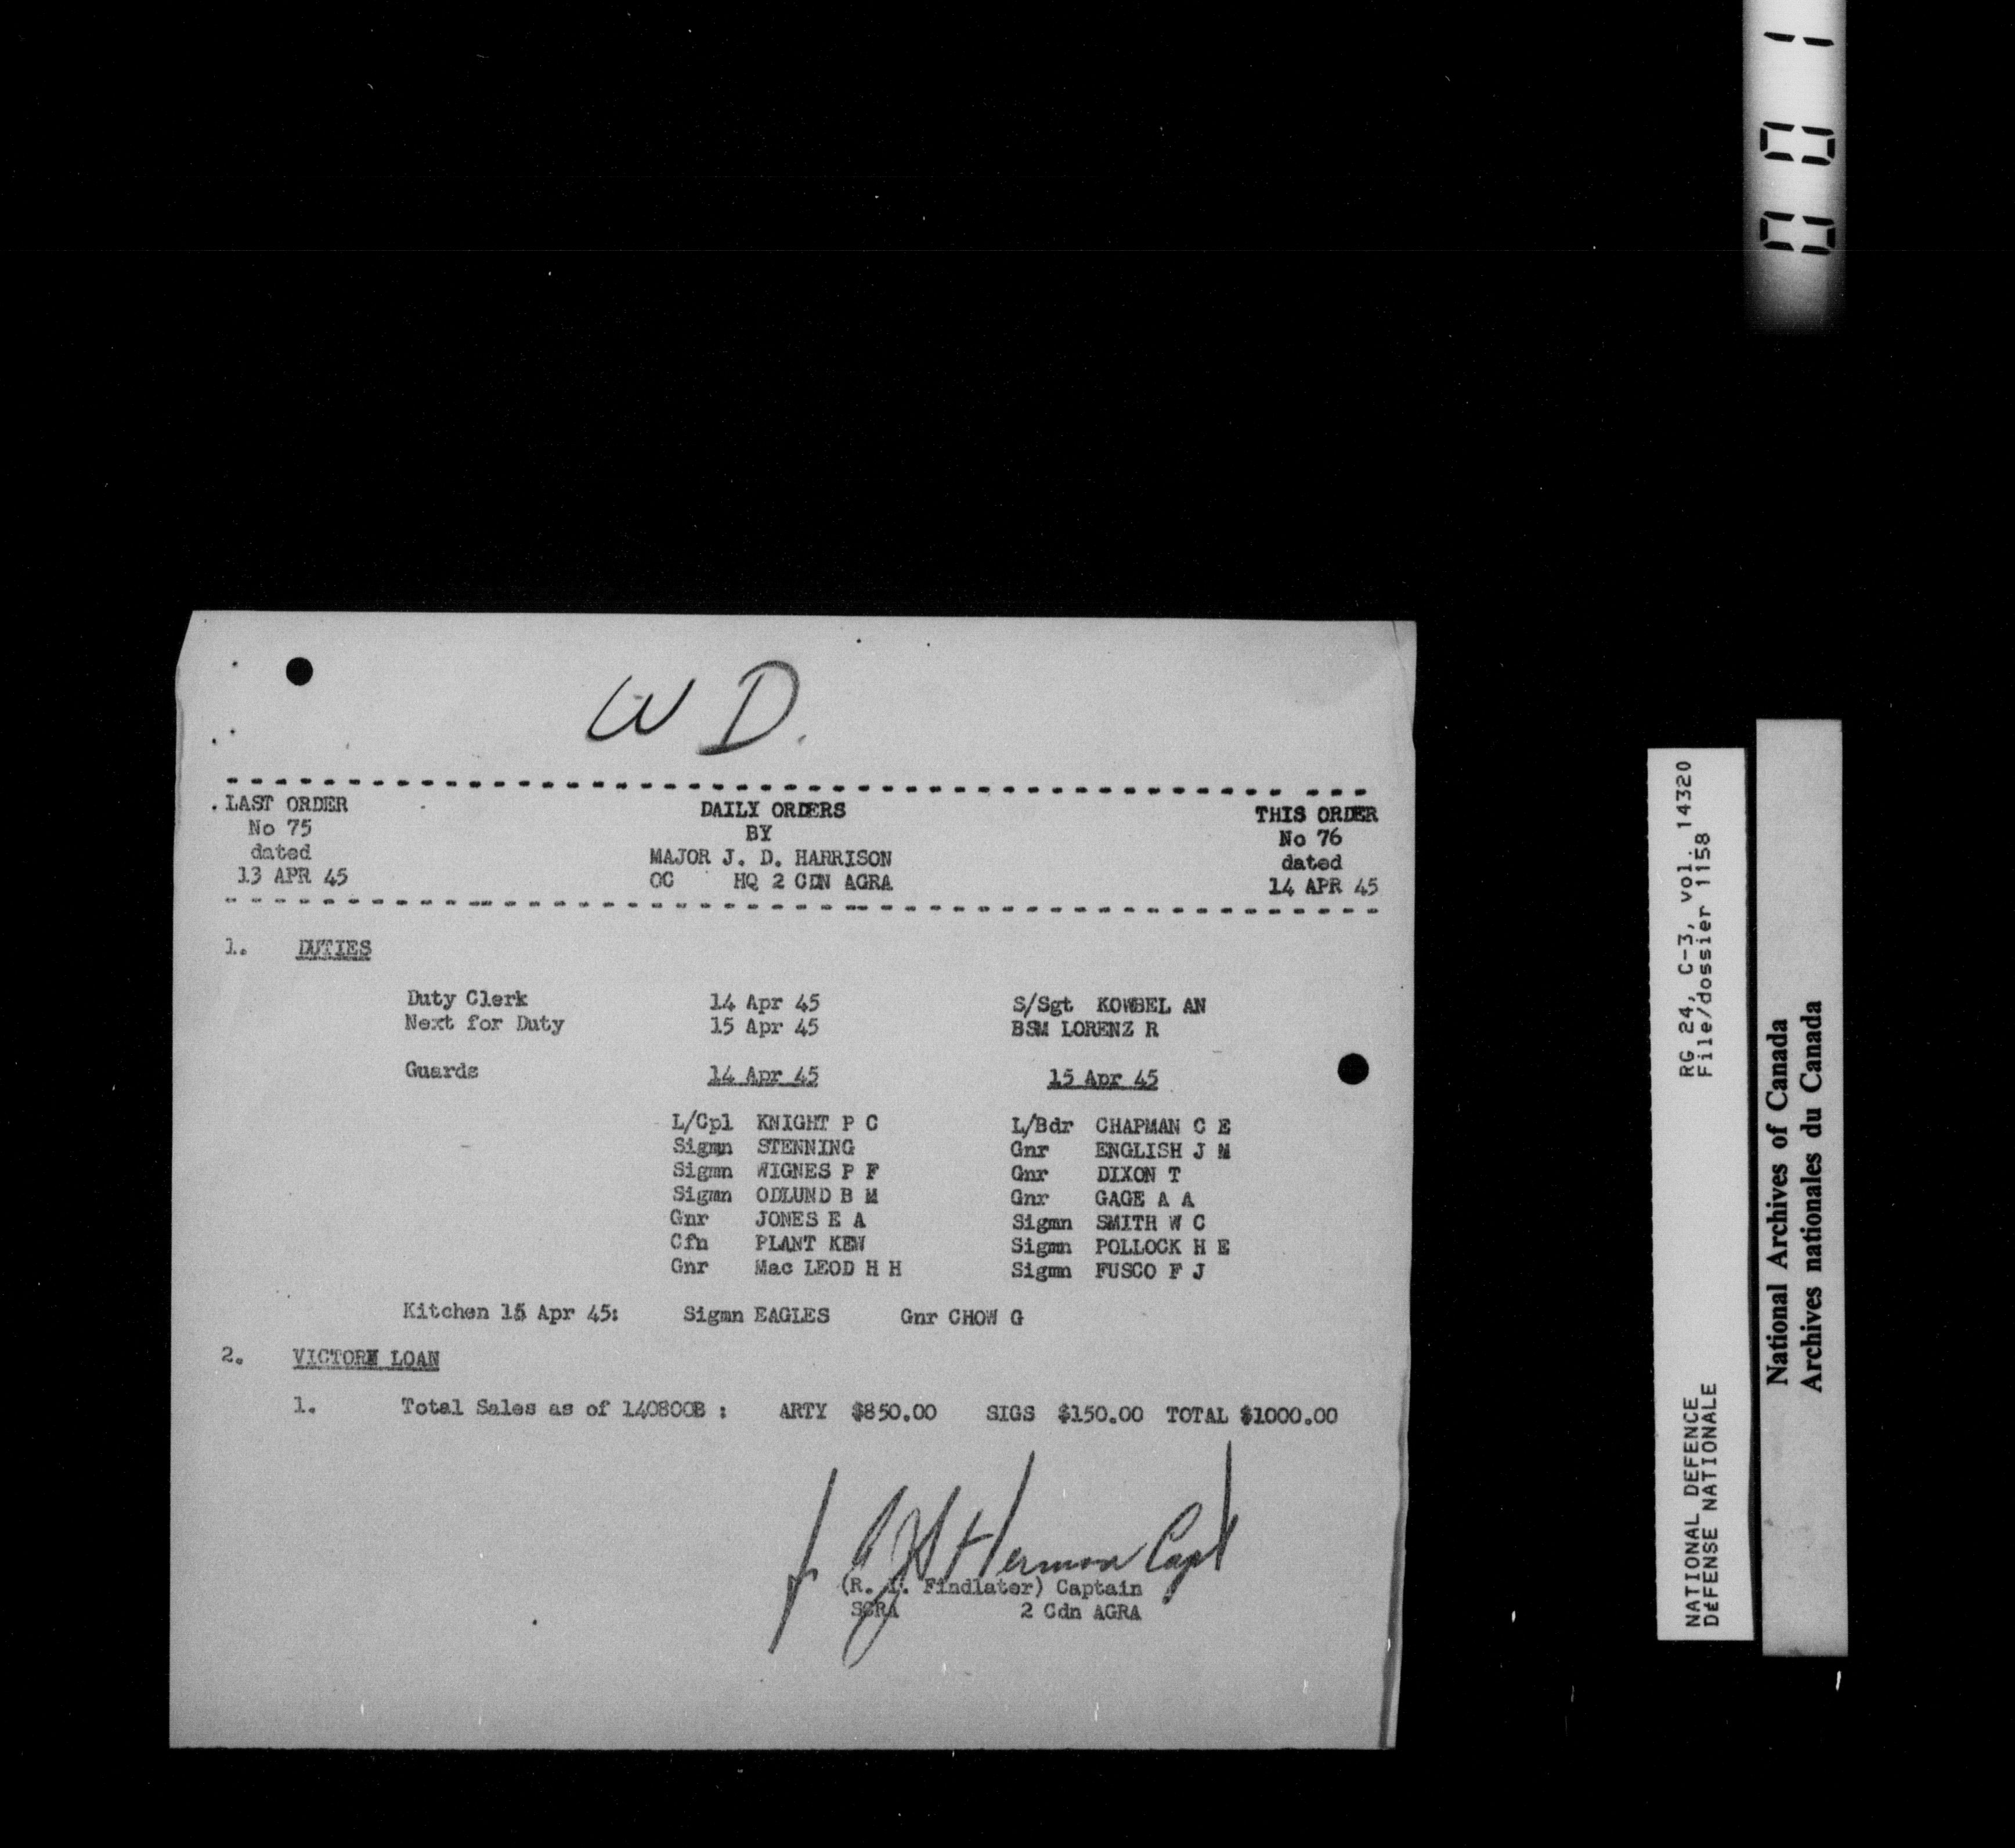 001
W D.
LAST ORDER DAILY ORDERS THIS ORDER
No 75 BY No 76
dated MAJOR J. D. HARRISON dated
13 APR 45 OC HQ 2 CDN AGRA 14 APR 45
1. DUTIES
Duty Clerk 14 Apr 45 S/Sgt KOWBEL AN
Next for Duty 15 Apr 45 BSM LORENZ R
Guards 14 Apr 45 15 Apr 45
L/Cpl KNIGHT P C L/Bdr CHAPMAN C E
Sigmn STENNING Gnr ENGLISH J M
Sigmn WIGNES P F Gnr DIXON T
Sigmn ODLUND B M Gnr GAGE A A
Gnr JONES E A Sigmn SMITH W C
Cfn PLANT KEW Sigmn POLLOCK H E
Gnr Mac LEOD H H Sigmn FUSCO F J
Kitchen 15 Apr 45: Sigmn EAGLES Gnr CHOW G
2. VICTORY LOAN
1. Total Sales as of 140800B : ARTY $850.00 SIGS $150.00 TOTAL $1000.00
Capt
(R. Findlater) Captain
SCRA 2 Cdn AGRA
NATIONAL DEFENCE RG 24, C-3, vol. 14320
DÉFENSE NATIONALE File/dossier 1158
National Archives of Canada
Archives nationales du Canada